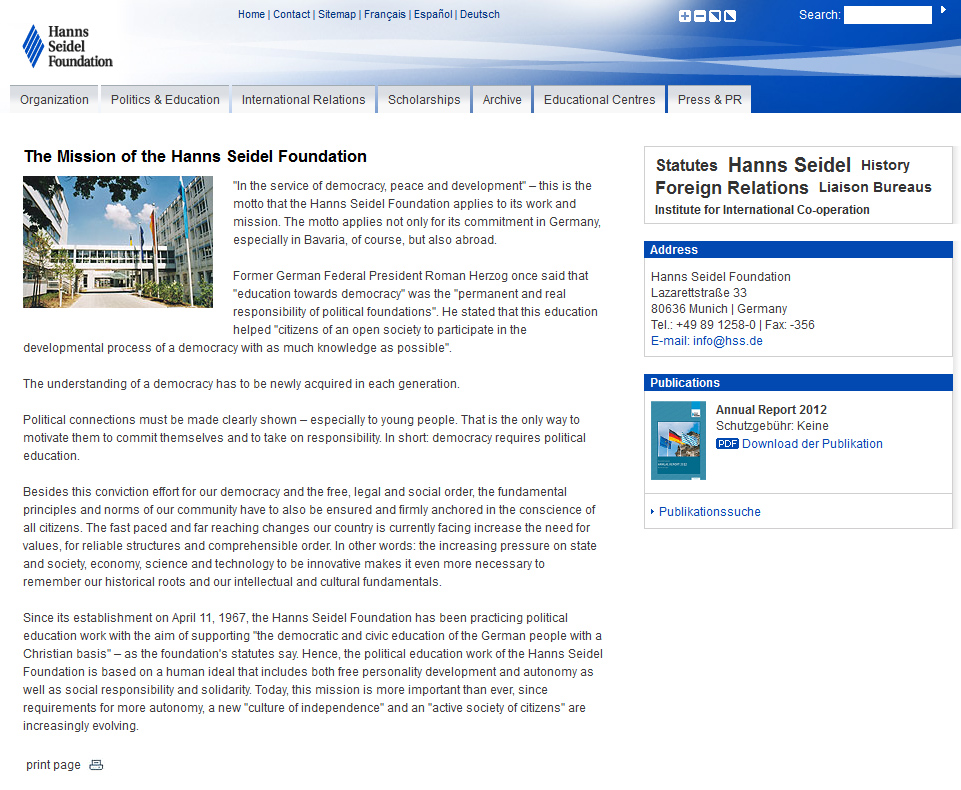 Home | Contact | Sitemap | Français | Español | Deutsch
Search:
Hanns
Seidel
Foundation
Organization
Politics & Education
International Relations
Scholarships
Archive
Educational Centres
Press & PR
The Mission of the Hanns Seidel Foundation
"In the service of democracy, peace and development" – this is the
motto that the Hanns Seidel Foundation applies to its work and
mission. The motto applies not only for its commitment in Germany,
especially in Bavaria, of course, but also abroad.
Former German Federal President Roman Herzog once said that
"education towards democracy" was the "permanent and real
responsibility of political foundations". He stated that this education
helped "citizens of an open society to participate in the
developmental process of a democracy with as much knowledge as possible".
The understanding of a democracy has to be newly acquired in each generation.
Political connections must be made clearly shown – especially to young people. That is the only way to
motivate them to commit themselves and to take on responsibility. In short: democracy requires political
education.
Besides this conviction effort for our democracy and the free, legal and social order, the fundamental
principles and norms of our community have to also be ensured and firmly anchored in the conscience of
all citizens. The fast paced and far reaching changes our country is currently facing increase the need for
values, for reliable structures and comprehensible order. In other words: the increasing pressure on state
and society, economy, science and technology to be innovative makes it even more necessary to
remember our historical roots and our intellectual and cultural fundamentals.
Since its establishment on April 11, 1967, the Hanns Seidel Foundation has been practicing political
education work with the aim of supporting "the democratic and civic education of the German people with a
Christian basis" – as the foundation's statutes say. Hence, the political education work of the Hanns Seidel
Foundation is based on a human ideal that includes both free personality development and autonomy as
well as social responsibility and solidarity. Today, this mission is more important than ever, since
requirements for more autonomy, a new "culture of independence" and an "active society of citizens" are
increasingly evolving.
print page
Statutes Hanns Seidel History
Foreign Relations Liaison Bureaus
Institute for International Co-operation
Address
Hanns Seidel Foundation
Lazarettstraße 33
80636 Munich | Germany
Tel.: +49 89 1258-0 | Fax: -356
E-mail: info@hss.de
Publications
ANNUAL REPORT 2012
Annual Report 2012
Schutzgebühr: Keine
PDF Download der Publikation
Publikationssuche